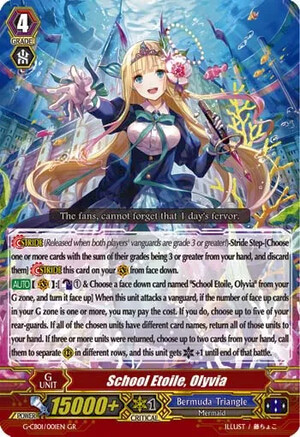 4
GRADE
The fans, cannot forget that 1 day's fervor.
STRIDE (Released when both players' vanguards are grade 3 or greater!)-Stride Step-[Choose
one or more cards with the sum of their grades being 3 or greater from your hand, and discard
them] STRIDE this card on your from face down.
AUTO [1] & Choose a face down card named "School Etoile, Olyvia" from your
G zone, and turn it face up] When this unit attacks a vanguard, if the number of face up cards
in your G zone is one or more, you may pay the cost. If you do, choose up to five of your
rear-guards. If all of the chosen units have different card names, return all of those units to
your hand. If three or more units were returned, choose up to two cards from your hand, call
them to separate in different rows, and this unit gets +1 until end of that battle.
G
UNIT
School Etoile, Olyvia
POWER
15000+
1
CRITICAL
Bermuda Triangle
Mermaid
G-CB01/001EN GR
ILLUST /